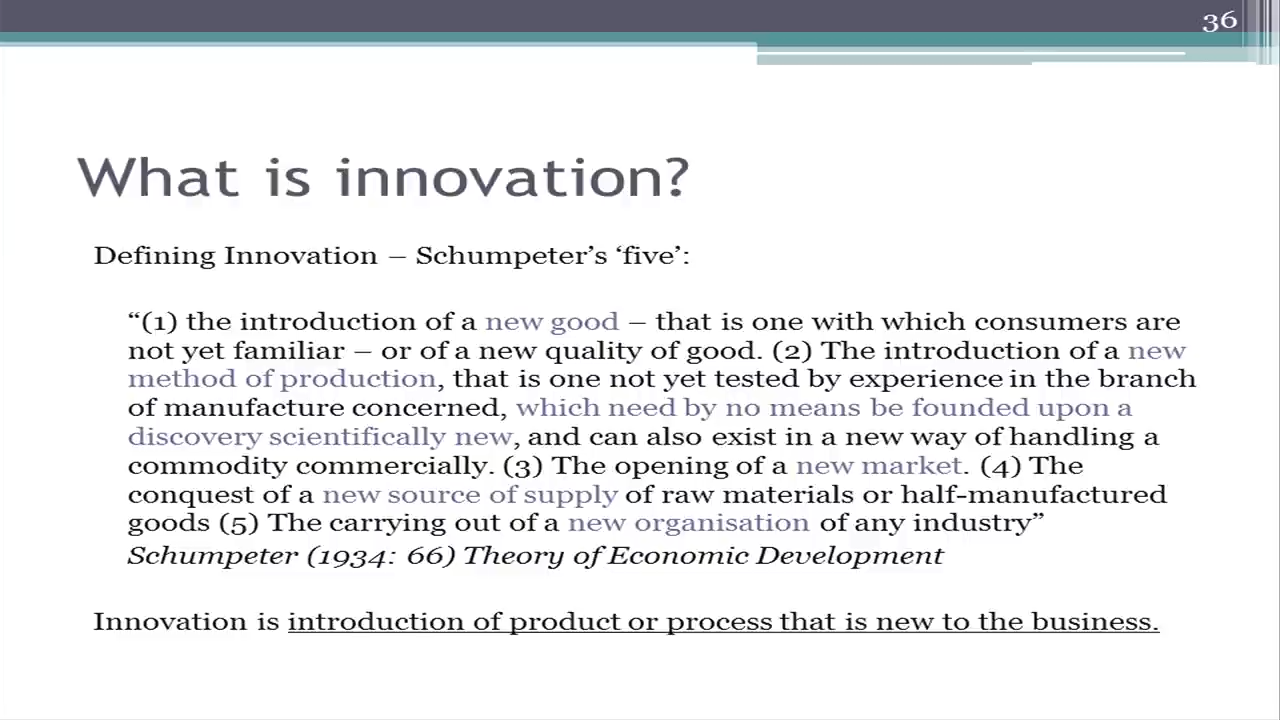 36
What is innovation?
Defining Innovation – Schumpeter’s ‘five’:
“(1) the introduction of a new good – that is one with which consumers are
not yet familiar – or of a new quality of good. (2) The introduction of a new
method of production, that is one not yet tested by experience in the branch
of manufacture concerned, which need by no means be founded upon a
discovery scientifically new, and can also exist in a new way of handling a
commodity commercially. (3) The opening of a new market. (4) The
conquest of a new source of supply of raw materials or half-manufactured
goods (5) The carrying out of a new organisation of any industry”
Schumpeter (1934: 66) Theory of Economic Development
Innovation is introduction of product or process that is new to the business.